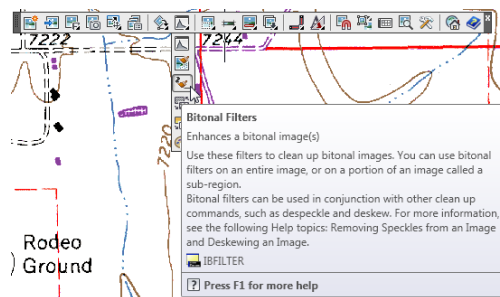 7222
7244
Bitonal Filters
Enhances a bitonal image(s)
Use these filters to clean up bitonal images. You can use bitonal
filters on an entire image, or on a portion of an image called a
sub-region.
Bitonal filters can be used in conjunction with other clean up
commands, such as despeckle and deskew. For more information,
see the following Help topics: Removing Speckles from an Image
and Deskewing an Image.
IBFILTER
Press F1 for more help
7220
Rodeo
Ground